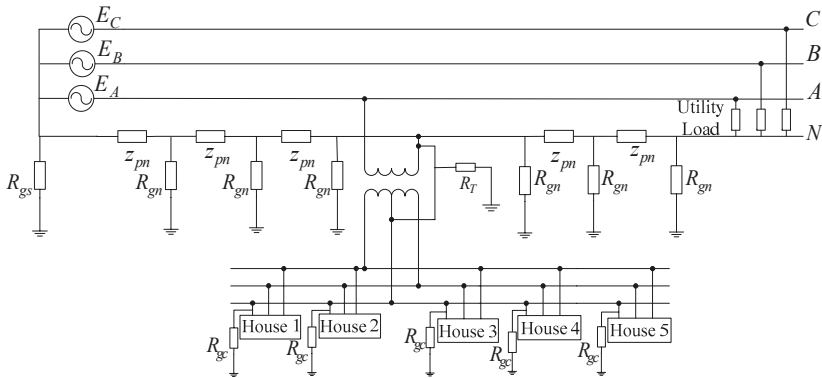 E_C
C
E_B
B
E_A
A
Utility
Load
N
z_pn
z_pn
z_pn
z_pn
z_pn
R_gs
R_gn
R_gn
R_gn
R_T
R_gn
R_gn
R_gn
House 1
House 2
House 3
House 4
House 5
R_gc
R_gc
R_gc
R_gc
R_gc